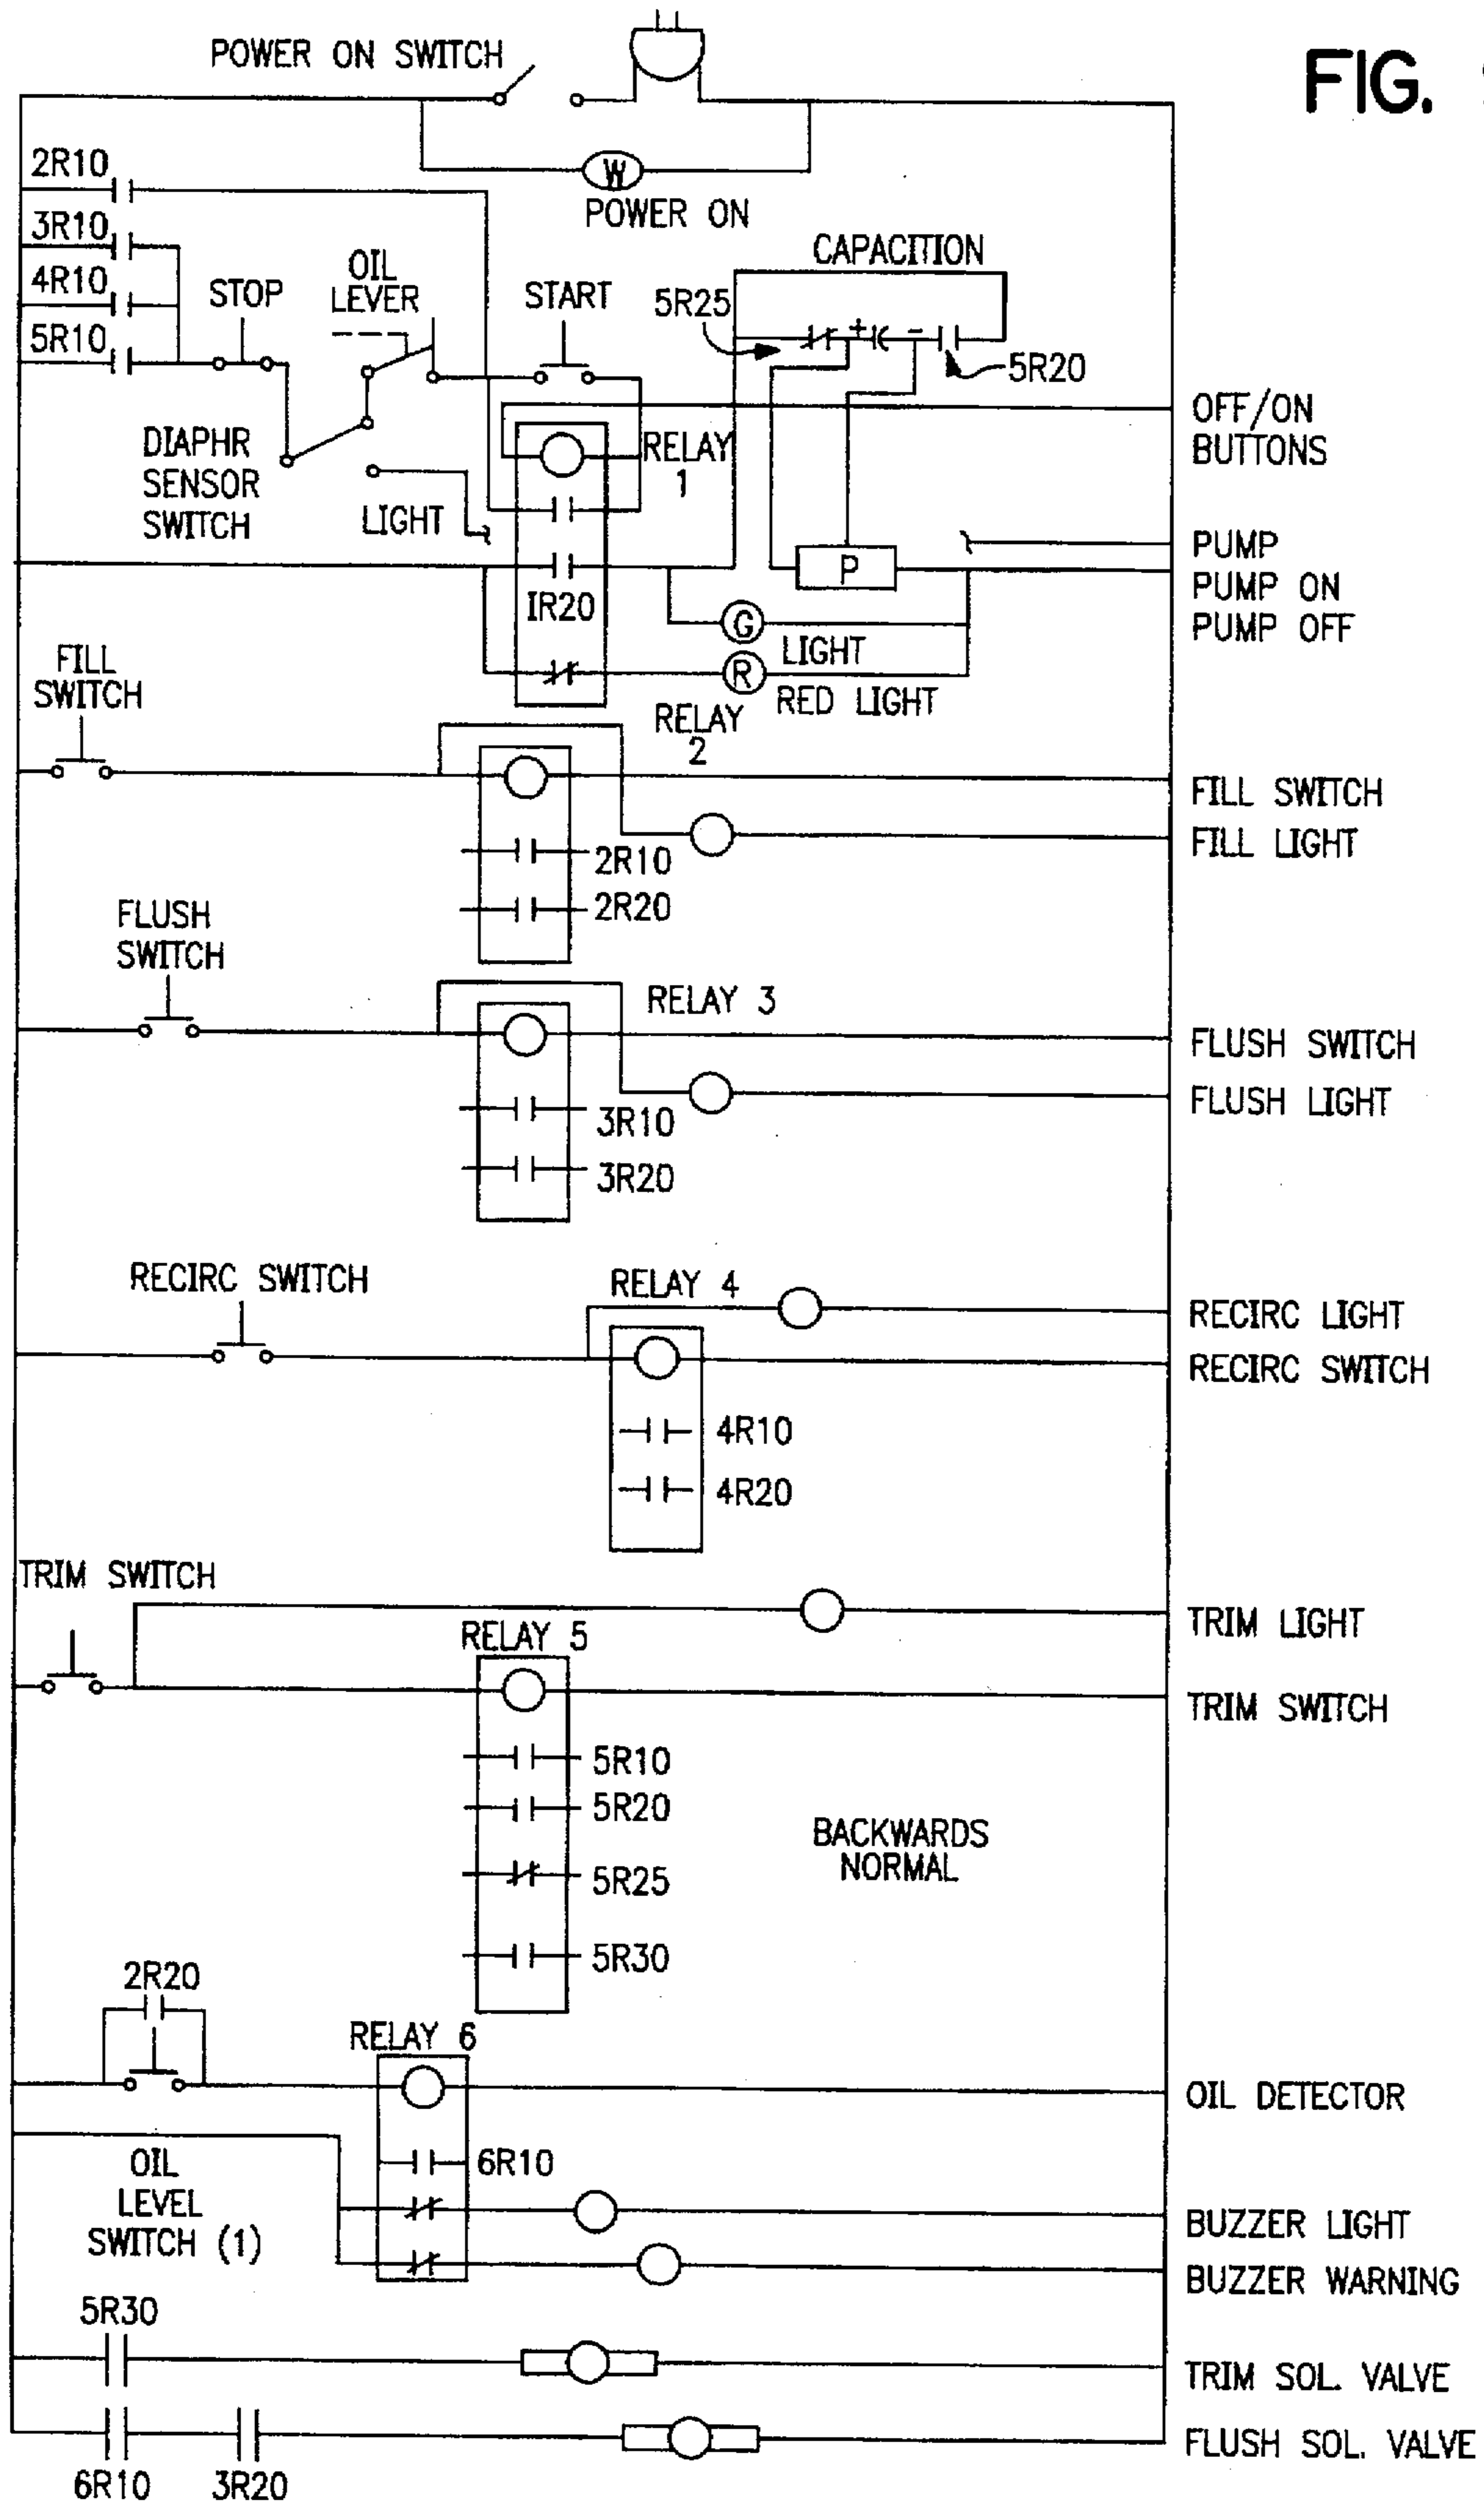 FIG.
POWER ON SWITCH
W
POWER ON
2R10
3R10
4R10
5R10
STOP
OIL
LEVER
START
CAPACITION
5R25
+
-
5R20
OFF/ON
BUTTONS
DIAPHR
SENSOR
SWITCH
LIGHT
RELAY
1
PUMP
P
PUMP ON
IR20
G
PUMP OFF
LIGHT
R
RED LIGHT
FILL
SWITCH
RELAY
2
FILL SWITCH
FILL LIGHT
2R10
2R20
FLUSH
SWITCH
RELAY 3
FLUSH SWITCH
FLUSH LIGHT
3R10
3R20
RECIRC SWITCH
RELAY 4
RECIRC LIGHT
RECIRC SWITCH
4R10
4R20
TRIM SWITCH
TRIM LIGHT
RELAY 5
TRIM SWITCH
5R10
5R20
5R25
5R30
BACKWARDS
NORMAL
2R20
RELAY 6
OIL DETECTOR
6R10
OIL
LEVEL
SWITCH (1)
BUZZER LIGHT
BUZZER WARNING
5R30
TRIM SOL. VALVE
FLUSH SOL. VALVE
6R10
3R20